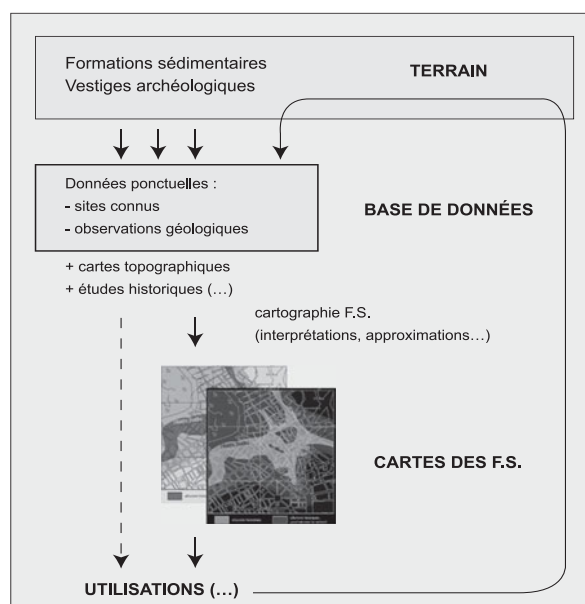 Formations sédimentaires
Vestiges archéologiques
TERRAIN
Données ponctuelles :
- sites connus
- observations géologiques
BASE DE DONNÉES
+ cartes topographiques
+ études historiques (…)
cartographie F.S.
(interprétations, approximations…)
CARTES DES F.S.
UTILISATIONS (…)